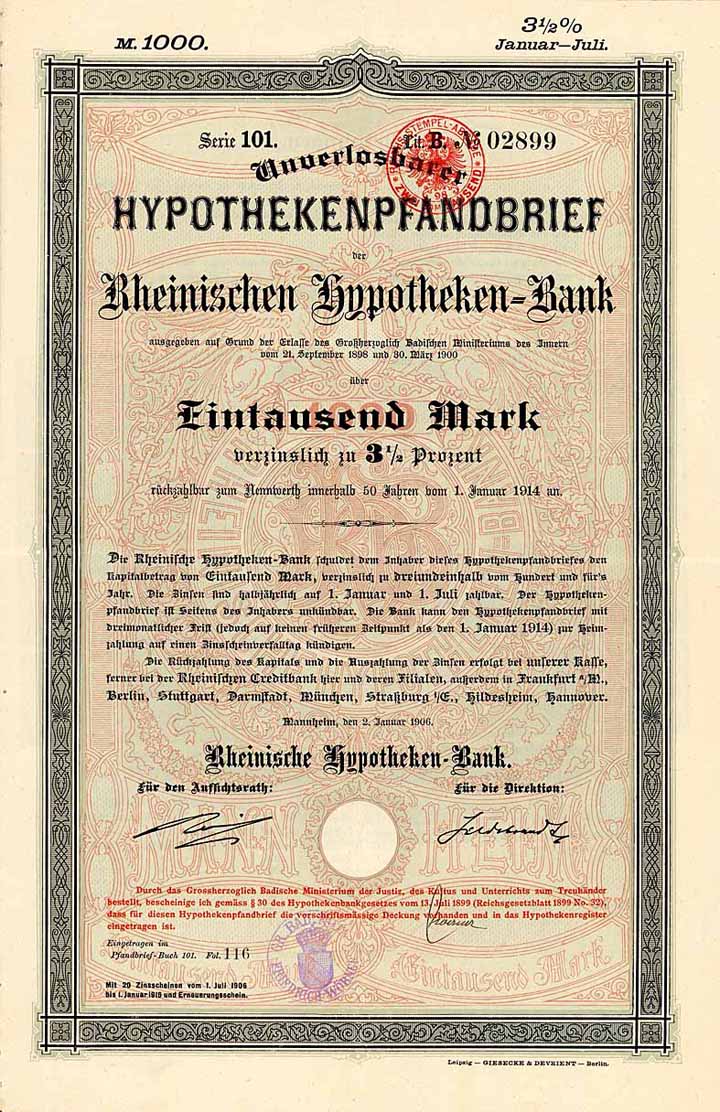 M. 1000.
3½%
Januar—Juli.
Serie 101.
Lit. B. № 02899
Unverlosbarer
HYPOTHEKENPFANDBRIEF
der
Rheinischen Hypotheken-Bank
ausgegeben auf Grund der Erlasse des Großherzoglich Badischen Ministeriums des Innern
vom 21. September 1898 und 30. März 1900
über
Eintausend Mark
verzinslich zu 3½ Prozent
rückzahlbar zum Nennwerth innerhalb 50 Jahren vom 1. Januar 1914 an.
Die Rheinische Hypotheken-Bank schuldet dem Inhaber dieses Hypothekenpfandbriefes den
Kapitalbetrag von Eintausend Mark, verzinslich zu dreiundeinhalb vom Hundert und für's
Jahr. Die Zinsen sind halbjährlich auf 1. Januar und 1. Juli zahlbar. Der Hypotheken-
pfandbrief ist Seitens des Inhabers unkündbar. Die Bank kann den Hypothekenpfandbrief mit
dreimonatlicher Frist (jedoch auf keinen früheren Zeitpunkt als den 1. Januar 1914) zur Heim-
zahlung auf einen Zinsscheinverfalltag kündigen.
Die Rückzahlung des Kapitals und die Auszahlung der Zinsen erfolgt bei unserer Kasse,
ferner bei der Rheinischen Creditbank hier und deren Filialen, außerdem in Frankfurt a/M.,
Berlin, Stuttgart, Darmstadt, München, Straßburg i/E., Hildesheim, Hannover.
Mannheim, den 2. Januar 1906.
Rheinische Hypotheken-Bank.
Für den Aufsichtsrath:
Für die Direktion:
MANNHEIM
Durch das Grossherzoglich Badische Ministerium der Justiz, des Kultus und Unterrichts zum Treuhänder
bestellt, bescheinige ich gemäss § 30 des Hypothekenbankgesetzes vom 13. Juli 1899 (Reichsgesetzblatt 1899 No. 32),
dass für diesen Hypothekenpfandbrief die vorschriftsmässige Deckung vorhanden und in das Hypothekenregister
eingetragen ist.
Eingetragen im
Pfandbrief-Buch 101. Fol. 116
Eintausend Mark
Eintausend Mark
Mit 20 Zinsscheinen vom 1. Juli 1906
bis 1. Januar 1916 und Erneuerungsschein.
Leipzig — GIESECKE & DEVRIENT — Berlin.